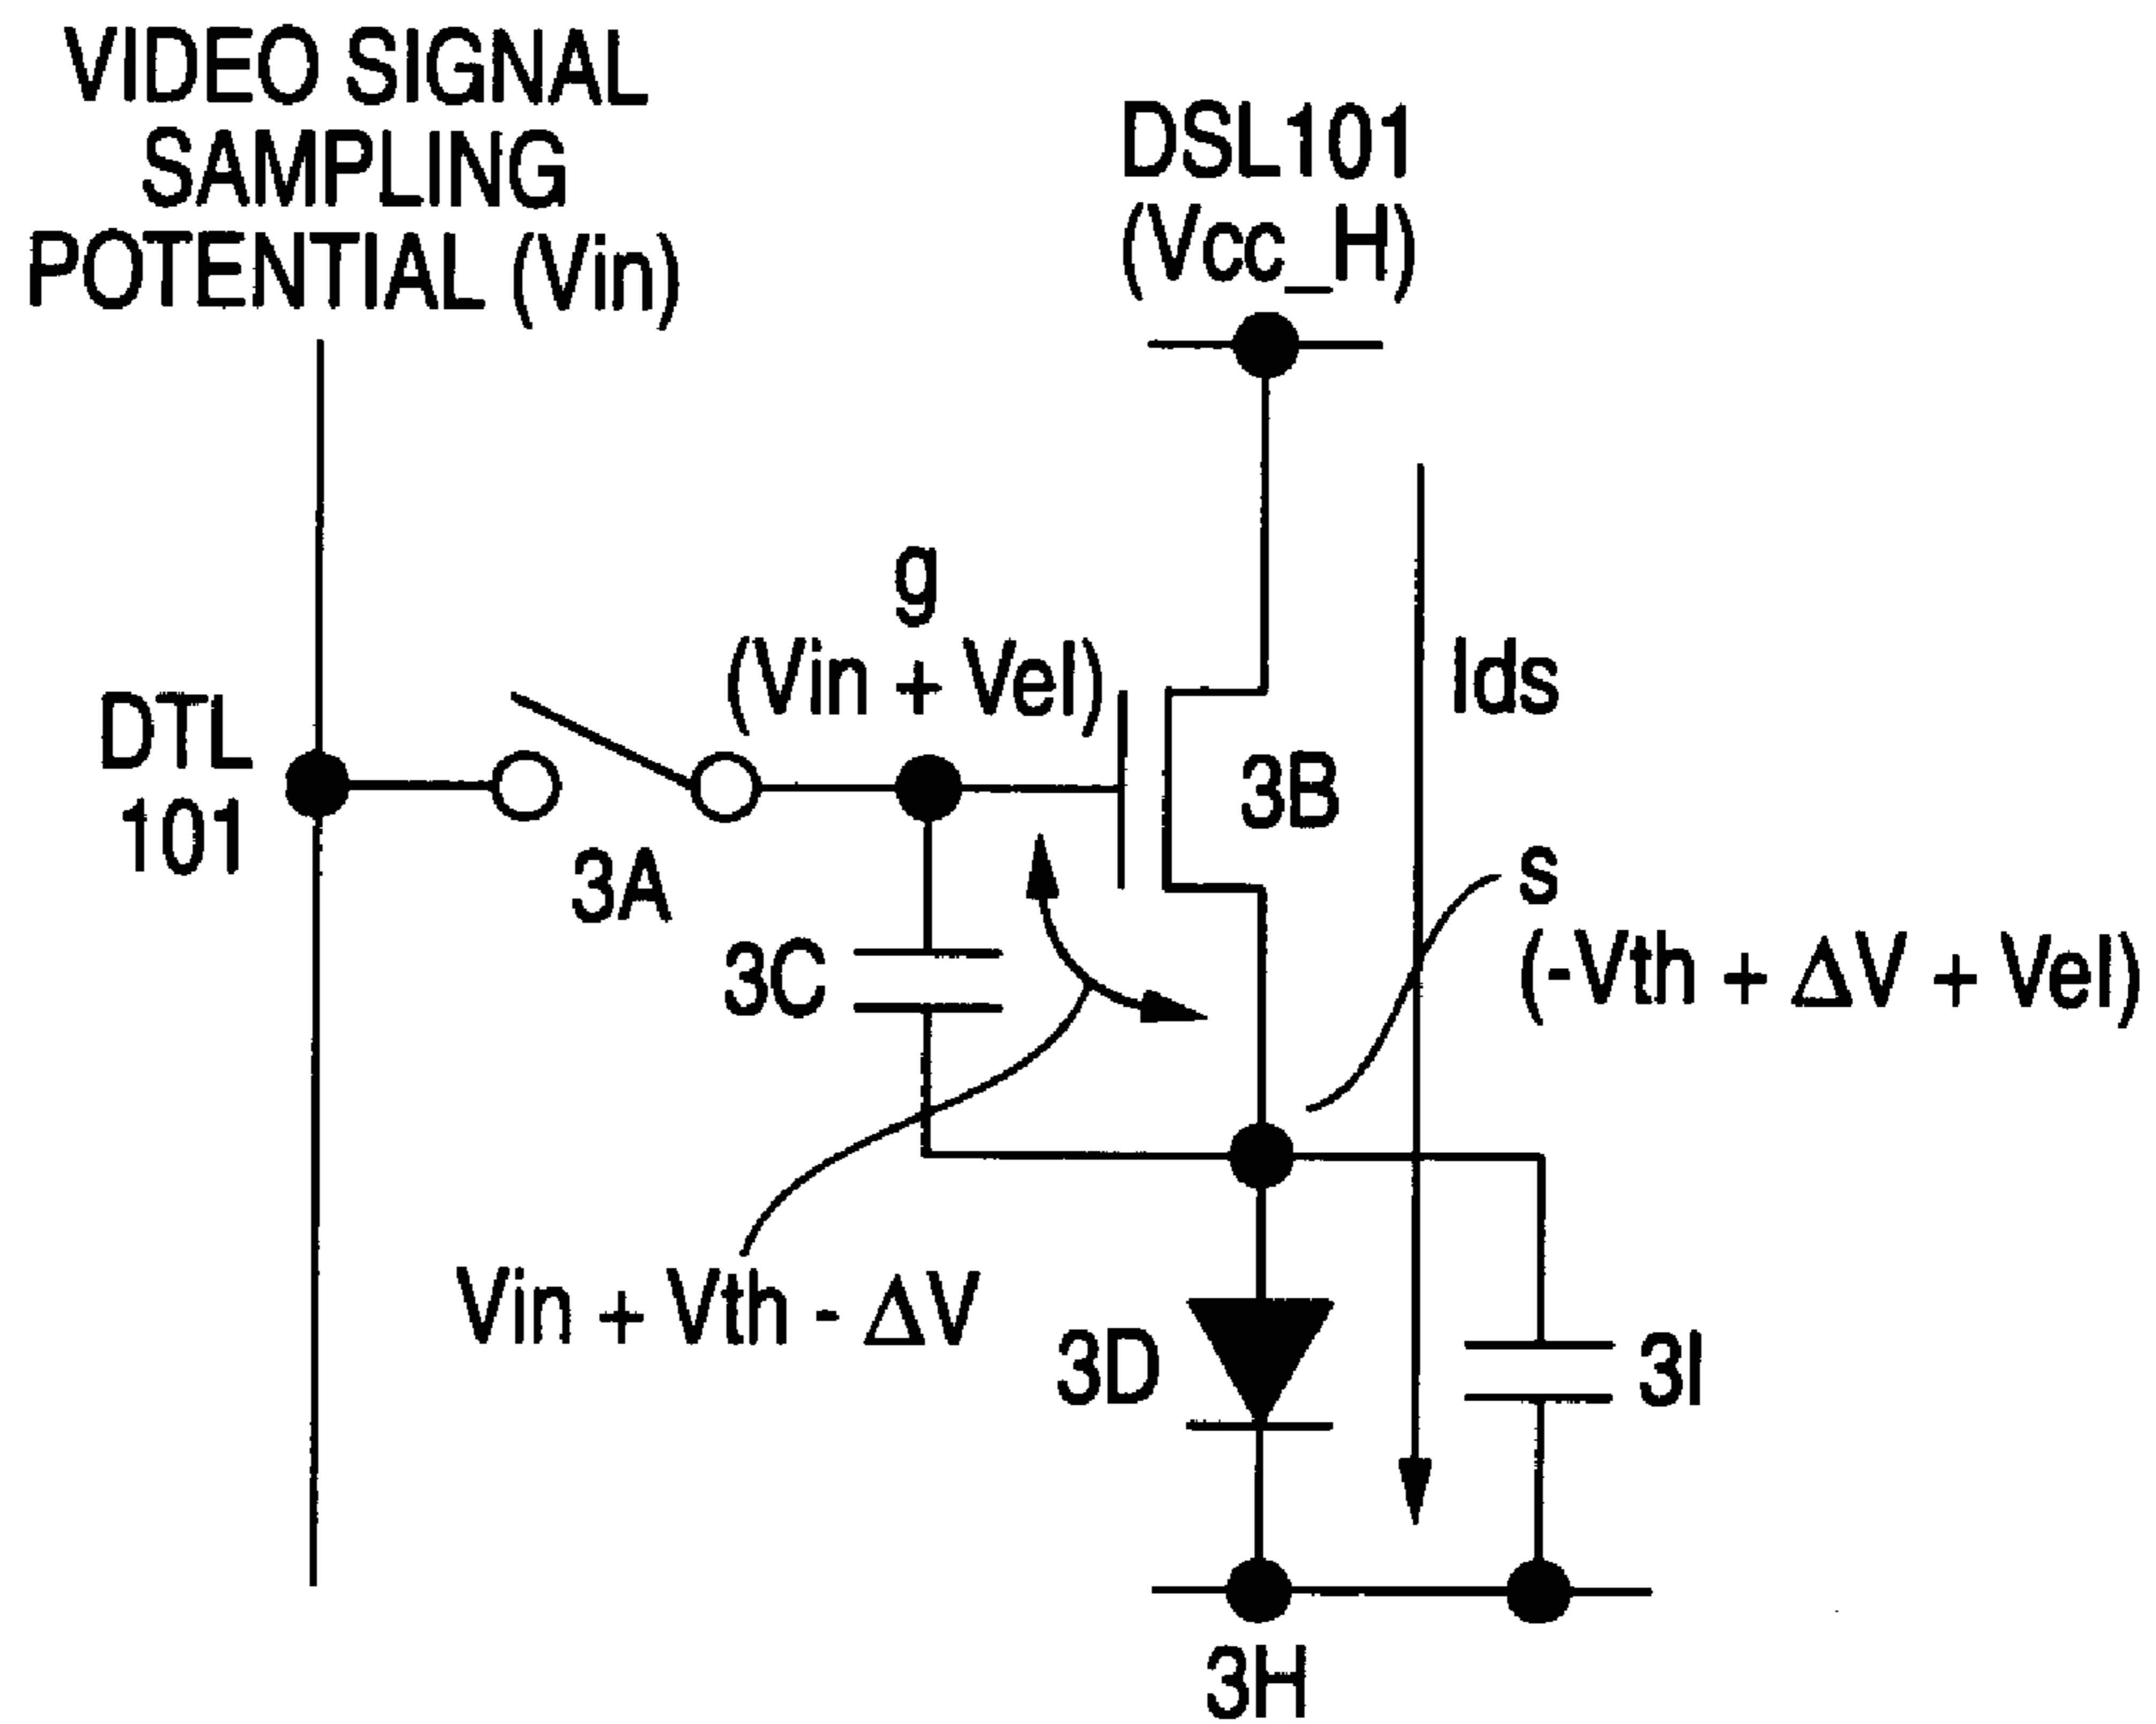 VIDEO SIGNAL
SAMPLING
POTENTIAL (Vin)
DSL101
(Vcc_H)
g
(Vin + Vel)
Ids
DTL
101
3A
3B
s
(-Vth + ΔV + Vel)
3C
Vin + Vth - ΔV
3D
3I
3H